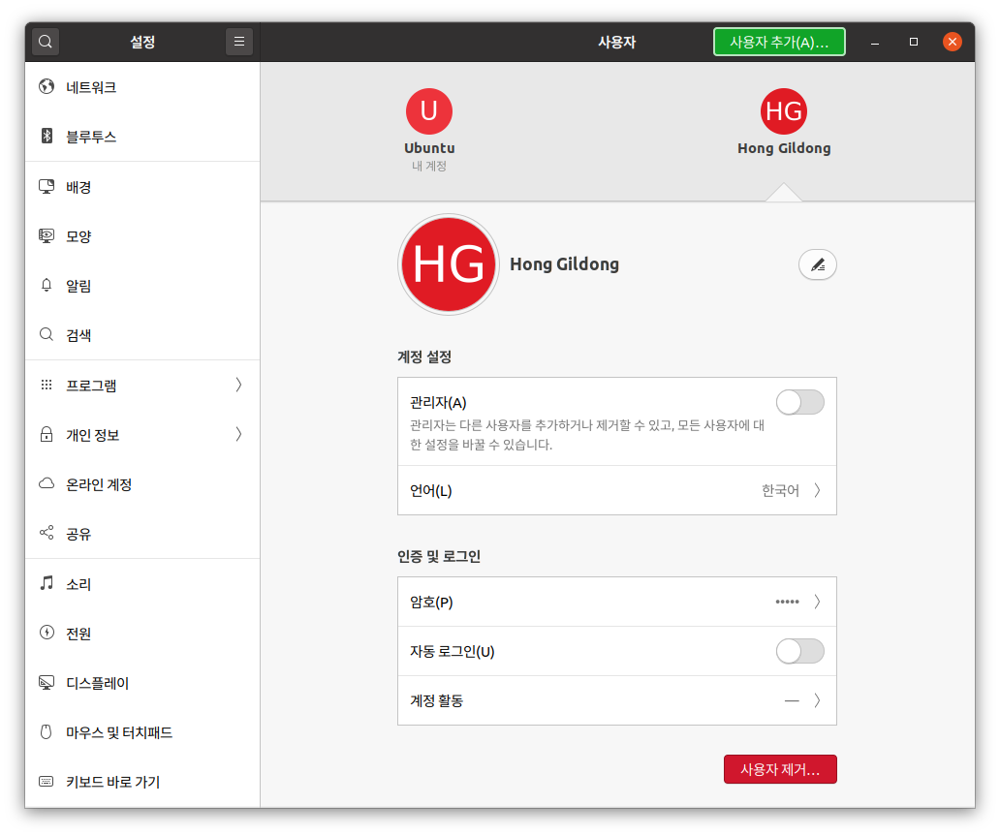 설정
사용자
사용자 추가(A)...
네트워크
블루투스
배경
모양
알림
검색
프로그램
개인 정보
온라인 계정
공유
소리
전원
디스플레이
마우스 및 터치패드
키보드 바로 가기
U
Ubuntu
내 계정
HG
Hong Gildong
HG
Hong Gildong
계정 설정
관리자(A)
관리자는 다른 사용자를 추가하거나 제거할 수 있고, 모든 사용자에 대
한 설정을 바꿀 수 있습니다.
언어(L) 한국어
인증 및 로그인
암호(P) •••••
자동 로그인(U)
계정 활동 —
사용자 제거...